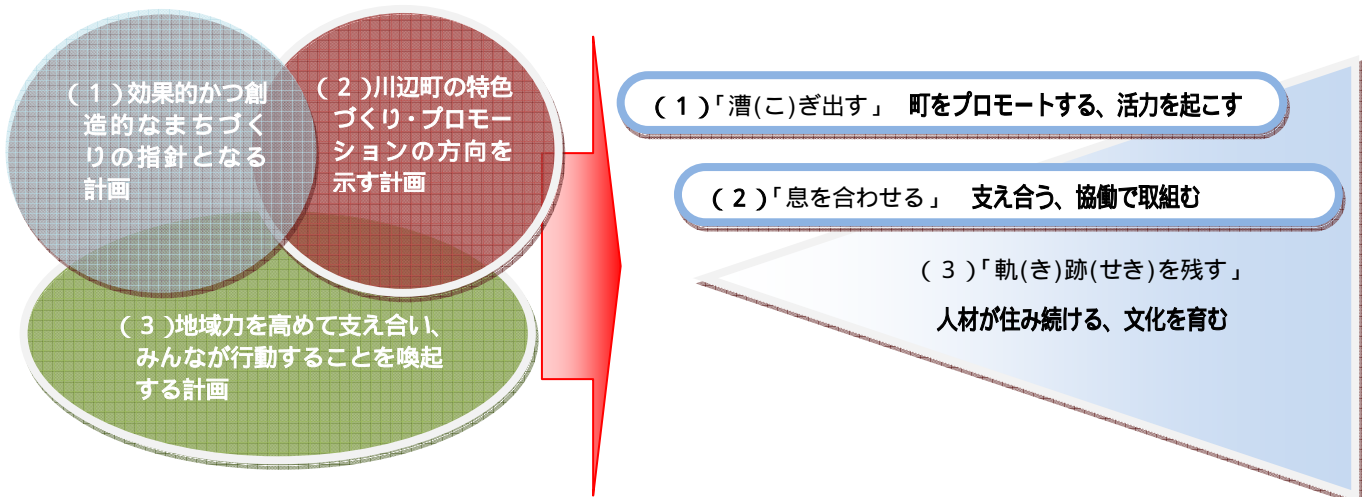 (1)効果的かつ創
造的なまちづく
りの指針となる
計画
(2)川辺町の特色
づくり・プロモー
ションの方向を
示す計画
(3)地域力を高めて支え合い、
みんなが行動することを喚起
する計画
(1)「漕(こ)ぎ出す」 町をプロモートする、活力を起こす
(2)「息を合わせる」 支え合う、協働で取組む
(3)「軌(き)跡(せき)を残す」
人材が住み続ける、文化を育む